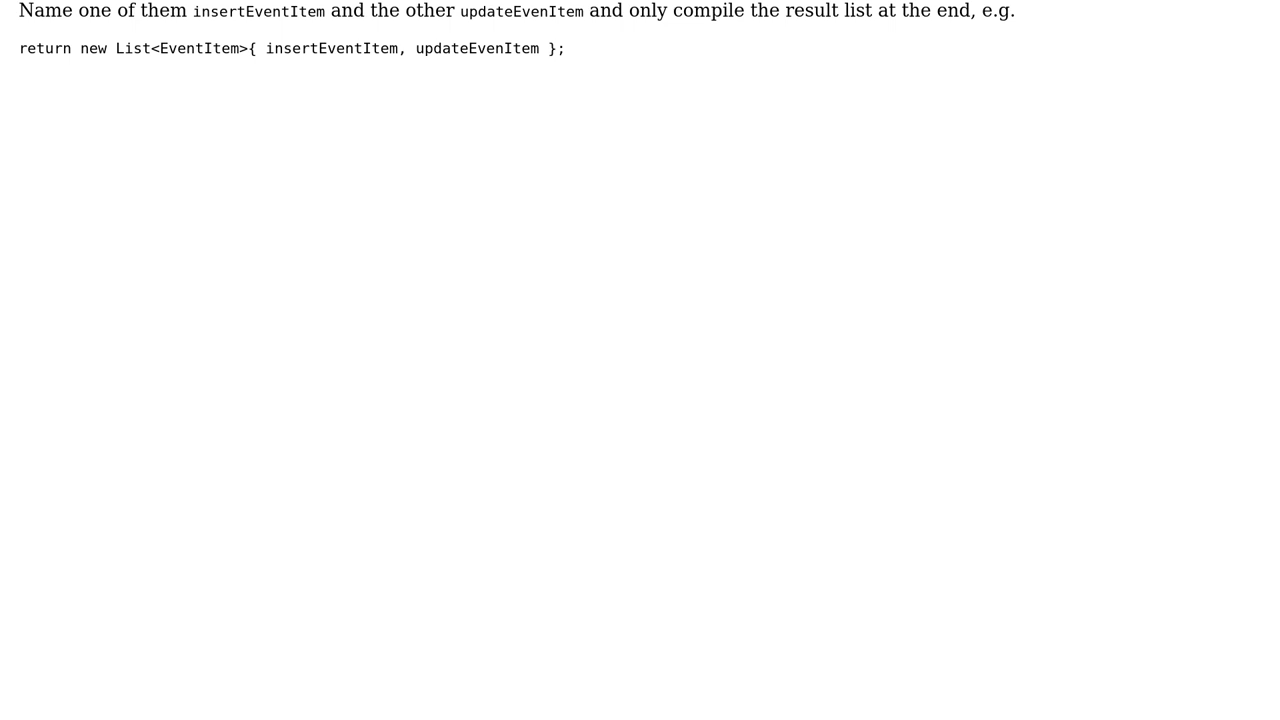 Name one of them insertEventItem and the other updateEvenItem and only compile the result list at the end, e.g.
return new List<EventItem>{ insertEventItem, updateEvenItem };